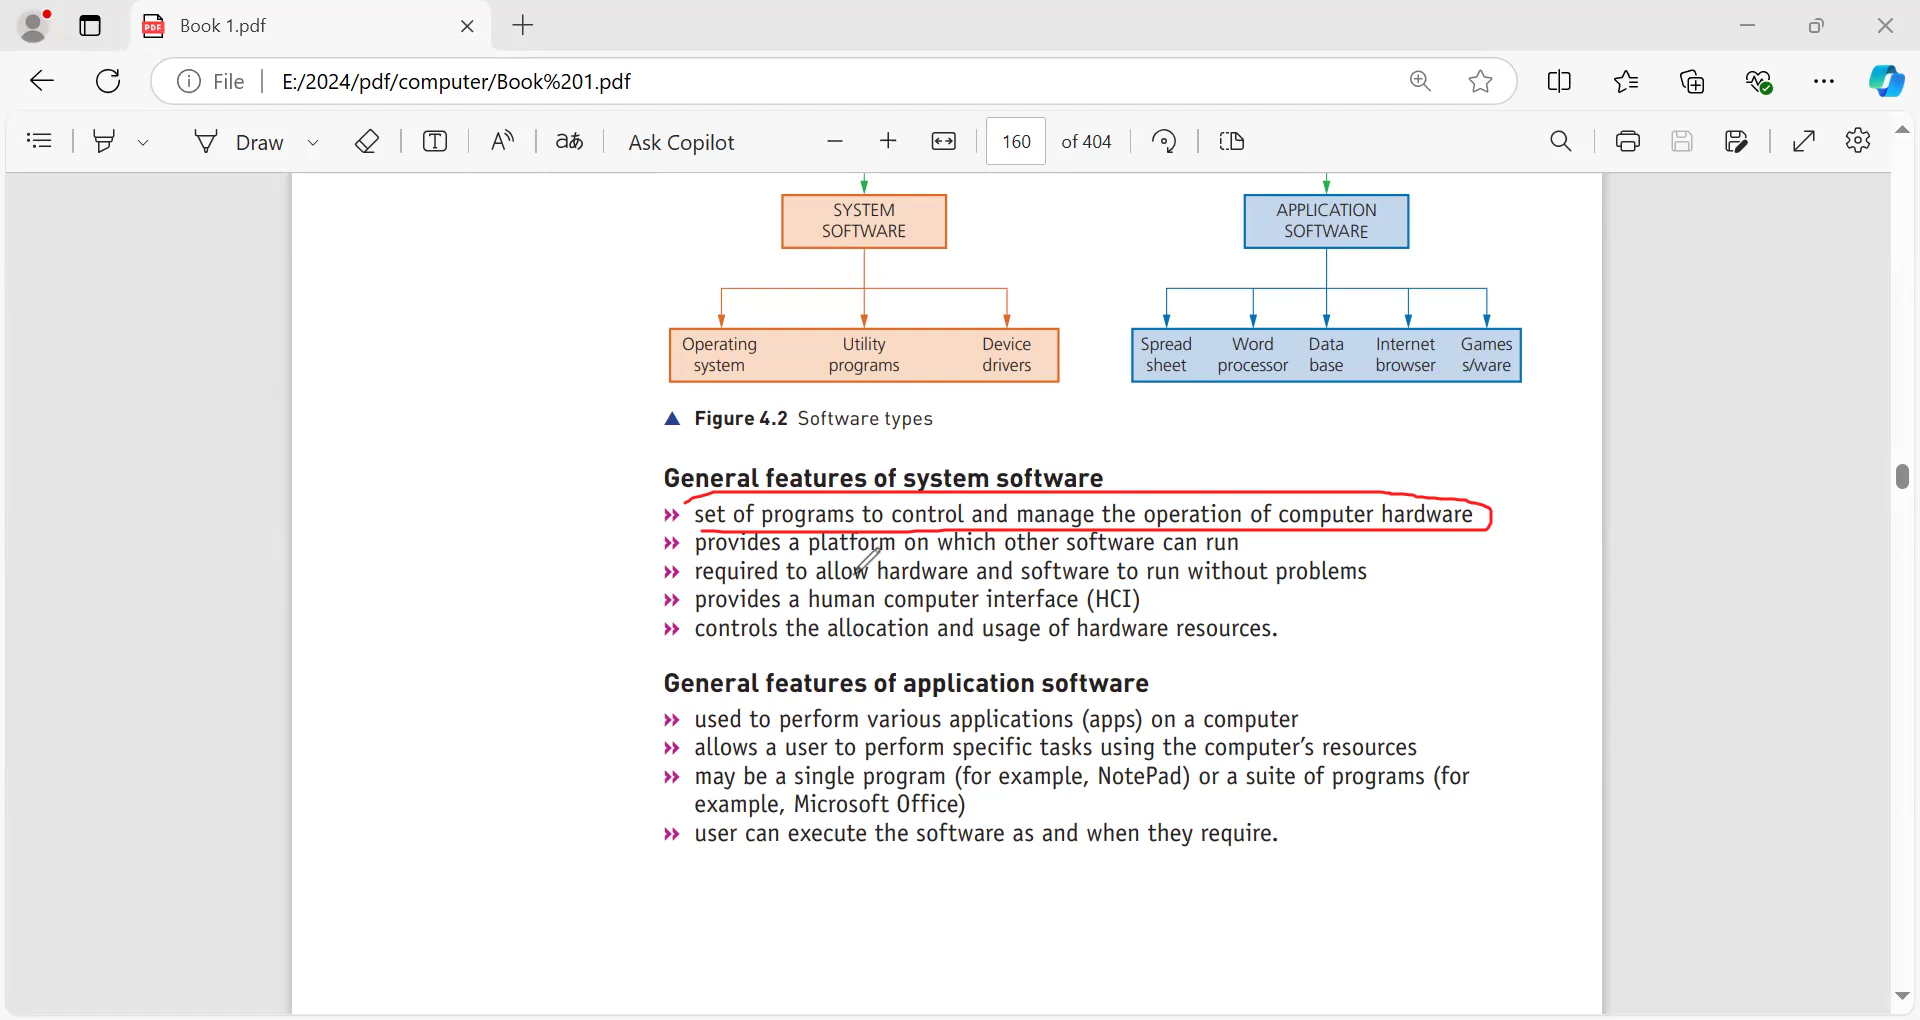 Book 1.pdf
File E:/2024/pdf/computer/Book%201.pdf
Draw Ask Copilot 160 of 404
SYSTEM
SOFTWARE
Operating
system
Utility
programs
Device
drivers
APPLICATION
SOFTWARE
Spread
sheet
Word
processor
Data
base
Internet
browser
Games
s/ware
▲ Figure 4.2 Software types
General features of system software
» set of programs to control and manage the operation of computer hardware
» provides a platform on which other software can run
» required to allow hardware and software to run without problems
» provides a human computer interface (HCI)
» controls the allocation and usage of hardware resources.
General features of application software
» used to perform various applications (apps) on a computer
» allows a user to perform specific tasks using the computer's resources
» may be a single program (for example, NotePad) or a suite of programs (for
example, Microsoft Office)
» user can execute the software as and when they require.